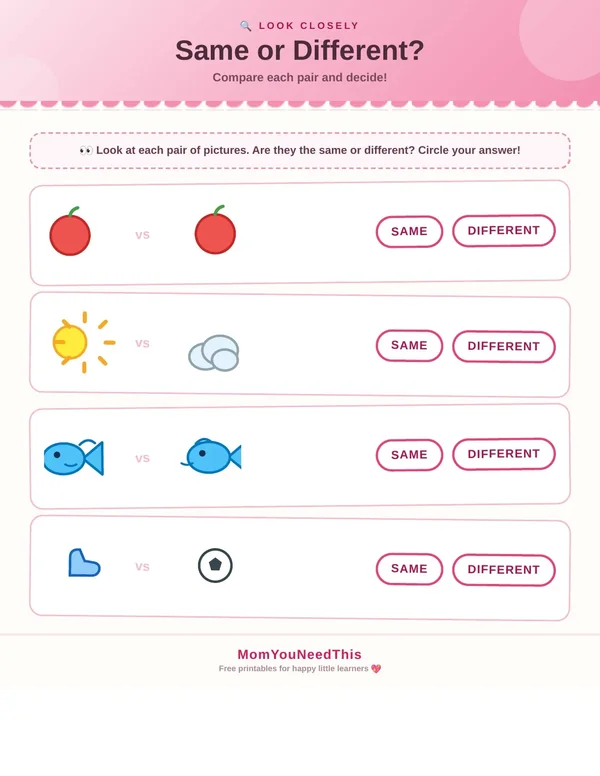 🔍 LOOK CLOSELY
Same or Different?
Compare each pair and decide!
👀 Look at each pair of pictures. Are they the same or different? Circle your answer!
vs SAME DIFFERENT
vs SAME DIFFERENT
vs SAME DIFFERENT
vs SAME DIFFERENT
MomYouNeedThis
Free printables for happy little learners 💖